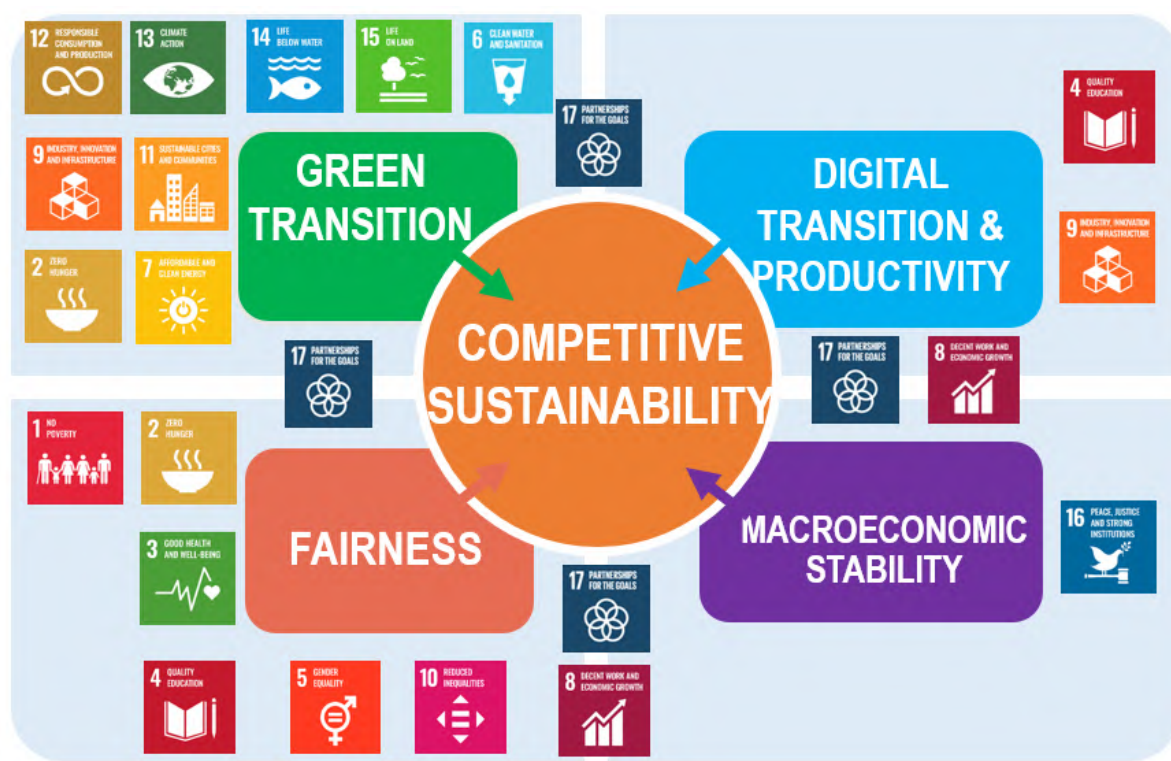 12 RESPONSIBLE
CONSUMPTION
AND PRODUCTION
13 CLIMATE
ACTION
14 LIFE
BELOW WATER
15 LIFE
ON LAND
6 CLEAN WATER
AND SANITATION
17 PARTNERSHIPS
FOR THE GOALS
4 QUALITY
EDUCATION
9 INDUSTRY, INNOVATION
AND INFRASTRUCTURE
11 SUSTAINABLE CITIES
AND COMMUNITIES
GREEN
TRANSITION
DIGITAL
TRANSITION &
PRODUCTIVITY
9 INDUSTRY, INNOVATION
AND INFRASTRUCTURE
2 ZERO
HUNGER
7 AFFORDABLE AND
CLEAN ENERGY
17 PARTNERSHIPS
FOR THE GOALS
COMPETITIVE
SUSTAINABILITY
17 PARTNERSHIPS
FOR THE GOALS
8 DECENT WORK AND
ECONOMIC GROWTH
1 NO
POVERTY
2 ZERO
HUNGER
3 GOOD HEALTH
AND WELL-BEING
FAIRNESS
MACROECONOMIC
STABILITY
16 PEACE, JUSTICE
AND STRONG
INSTITUTIONS
17 PARTNERSHIPS
FOR THE GOALS
4 QUALITY
EDUCATION
5 GENDER
EQUALITY
10 REDUCED
INEQUALITIES
8 DECENT WORK AND
ECONOMIC GROWTH